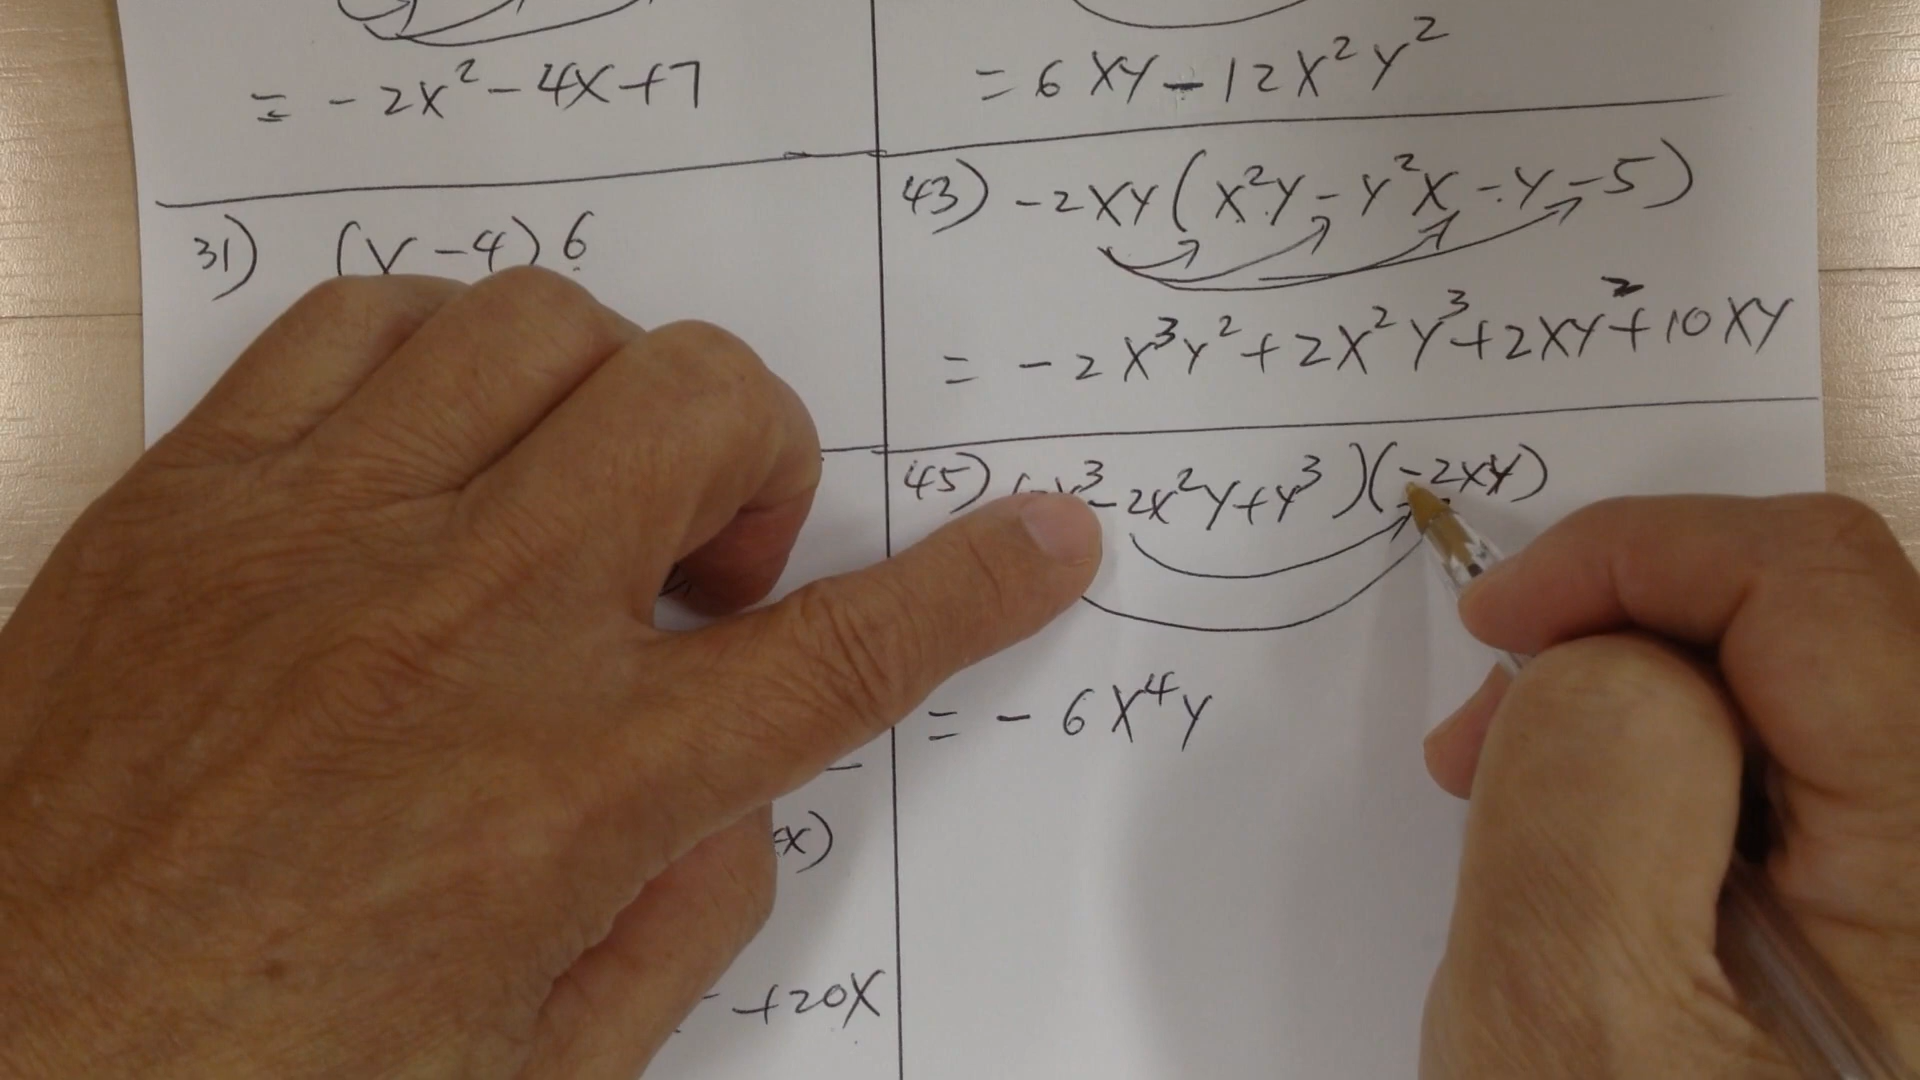 = -2x² - 4x + 7
= 6xy - 12x²y²
31) (y - 4) 6
x)
+20x
43) -2xy(x²y - y²x - y - 5)
= -2x³y² + 2x²y³ + 2xy² + 10xy
45) ³ - 2x²y + y³)(-2xy)
= - 6x⁴y